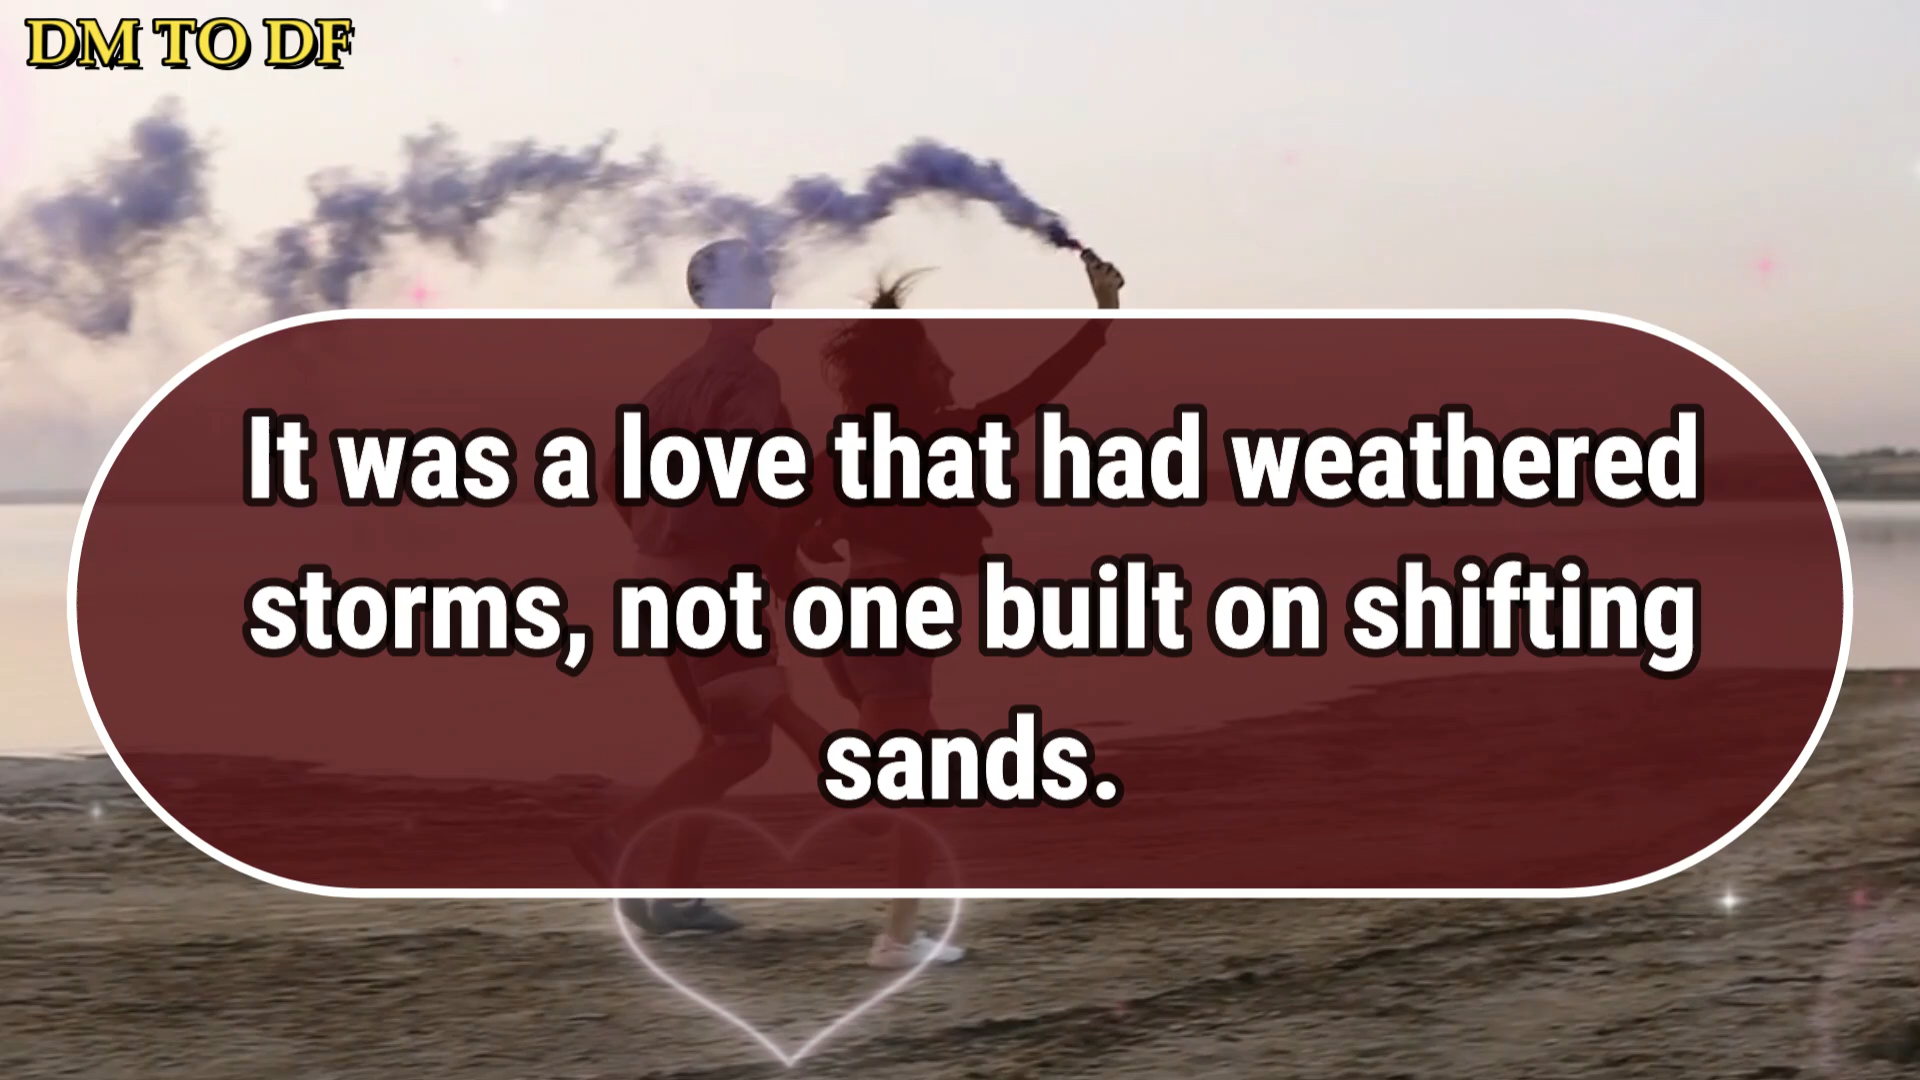 DM TO DF
It was a love that had weathered
storms, not one built on shifting
sands.